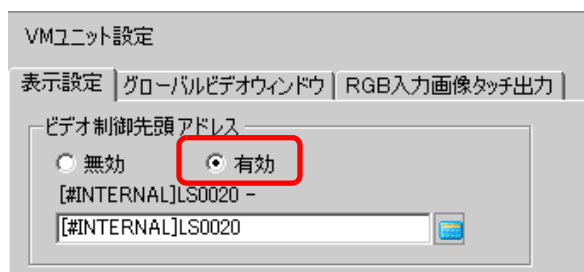 VMユニット設定
表示設定 グローバルビデオウィンドウ RGB入力画像タッチ出力
ビデオ制御先頭アドレス
無効 有効
[#INTERNAL]LS0020 -
[#INTERNAL]LS0020